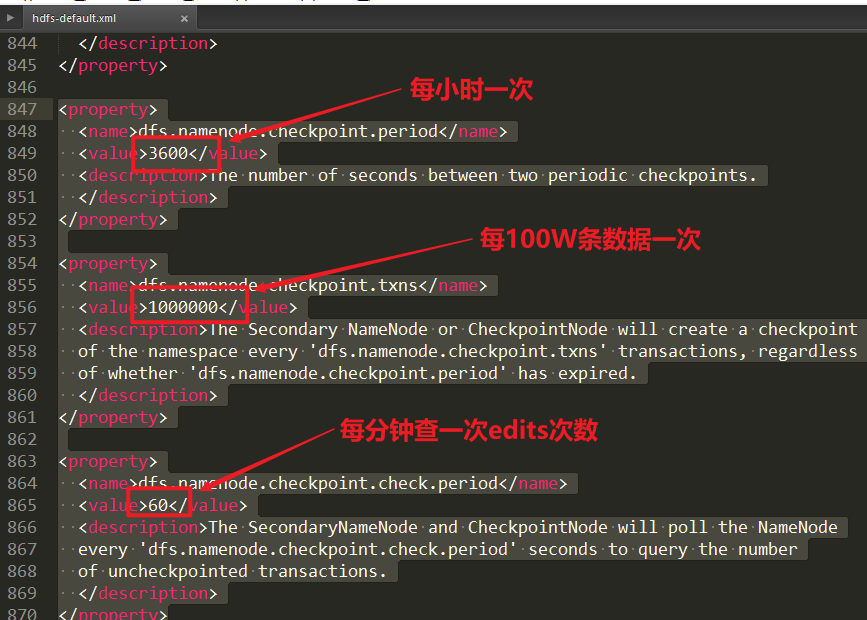 hdfs-default.xml
844 </description>
845 </property>
846
每小时一次
847 <property>
848 <name>dfs.namenode.checkpoint.period</name>
849 <value>3600</value>
850 <description>The number of seconds between two periodic checkpoints.
851 </description>
852 </property>
853
每100W条数据一次
854 <property>
855 <name>dfs.namenode.checkpoint.txns</name>
856 <value>1000000</value>
857 <description>The Secondary NameNode or CheckpointNode will create a checkpoint
858 of the namespace every 'dfs.namenode.checkpoint.txns' transactions, regardless
859 of whether 'dfs.namenode.checkpoint.period' has expired.
860 </description>
861 </property>
每分钟查一次edits次数
862
863 <property>
864 <name>dfs.namenode.checkpoint.check.period</name>
865 <value>60</value>
866 <description>The SecondaryNameNode and CheckpointNode will poll the NameNode
867 every 'dfs.namenode.checkpoint.check.period' seconds to query the number
868 of uncheckpointed transactions.
869 </description>
870 </property>